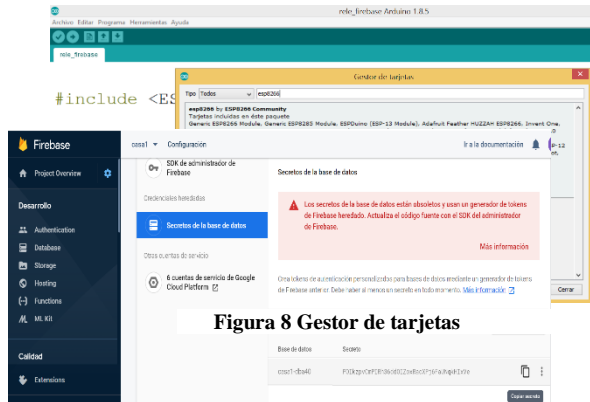 rele_firebase Arduino 1.8.5
Archivo Editar Programa Herramientas Ayuda
rele_firebase
#include <ES
Gestor de tarjetas
Tipo Todos esp8266
esp8266 by ESP8266 Community
Tarjetas incluidas en éste paquete
Generic ESP8266 Module, Generic ESP8285 Module, ESPDuino (ESP-13 Module), Adafruit Feather HUZZAH ESP8266, Invent One,
Cerrar
Firebase
casa1 Configuración
Ir a la documentación
Project Overview
SDK de administrador de
Firebase
Secretos de la base de datos
Desarrollo
Credenciales heredadas
Authentication
Secretos de la base de datos
Los secretos de la base de datos están obsoletos y usan un generador de tokens
de Firebase heredado. Actualiza el código fuente con el SDK del administrador
de Firebase.
Database
Más información
Storage
Otras cuentas de servicio
Hosting
6 cuentas de servicio de Google
Cloud Platform
Crea tokens de autenticación personalizados para bases de datos mediante un generador de tokens
de Firebase anterior. Debe haber al menos un secreto en todo momento. Más información
Functions
ML Kit
Figura 8 Gestor de tarjetas
Calidad
Base de datos Secreto
Extensions
Copiar secreto